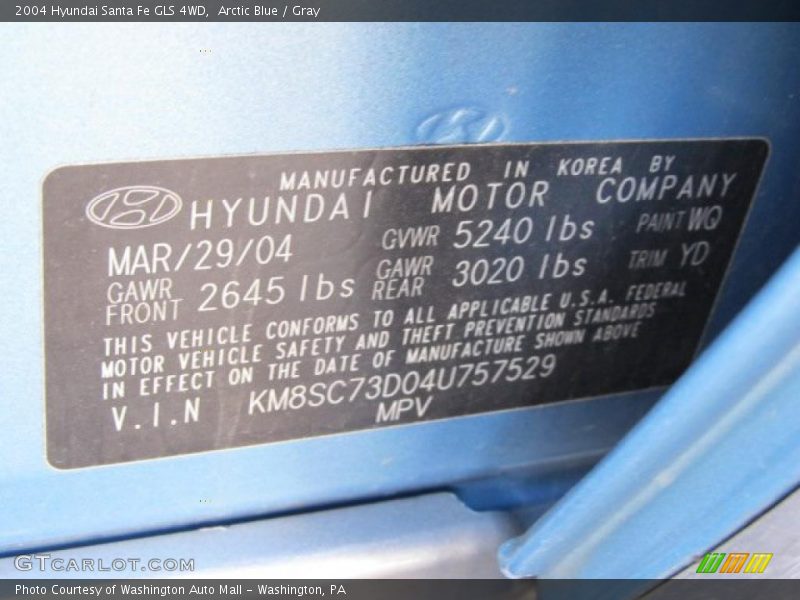 2004 Hyundai Santa Fe GLS 4WD, Arctic Blue / Gray
MANUFACTURED IN KOREA BY
HYUNDAI MOTOR COMPANY
MAR/29/04 GVWR 5240 lbs PAINT WQ
GAWR FRONT 2645 lbs GAWR REAR 3020 lbs TRIM YD
THIS VEHICLE CONFORMS TO ALL APPLICABLE U.S.A. FEDERAL
MOTOR VEHICLE SAFETY AND THEFT PREVENTION STANDARDS
IN EFFECT ON THE DATE OF MANUFACTURE SHOWN ABOVE
V.I.N KM8SC73D04U757529
MPV
GTCARLOT.COM
Photo Courtesy of Washington Auto Mall - Washington, PA